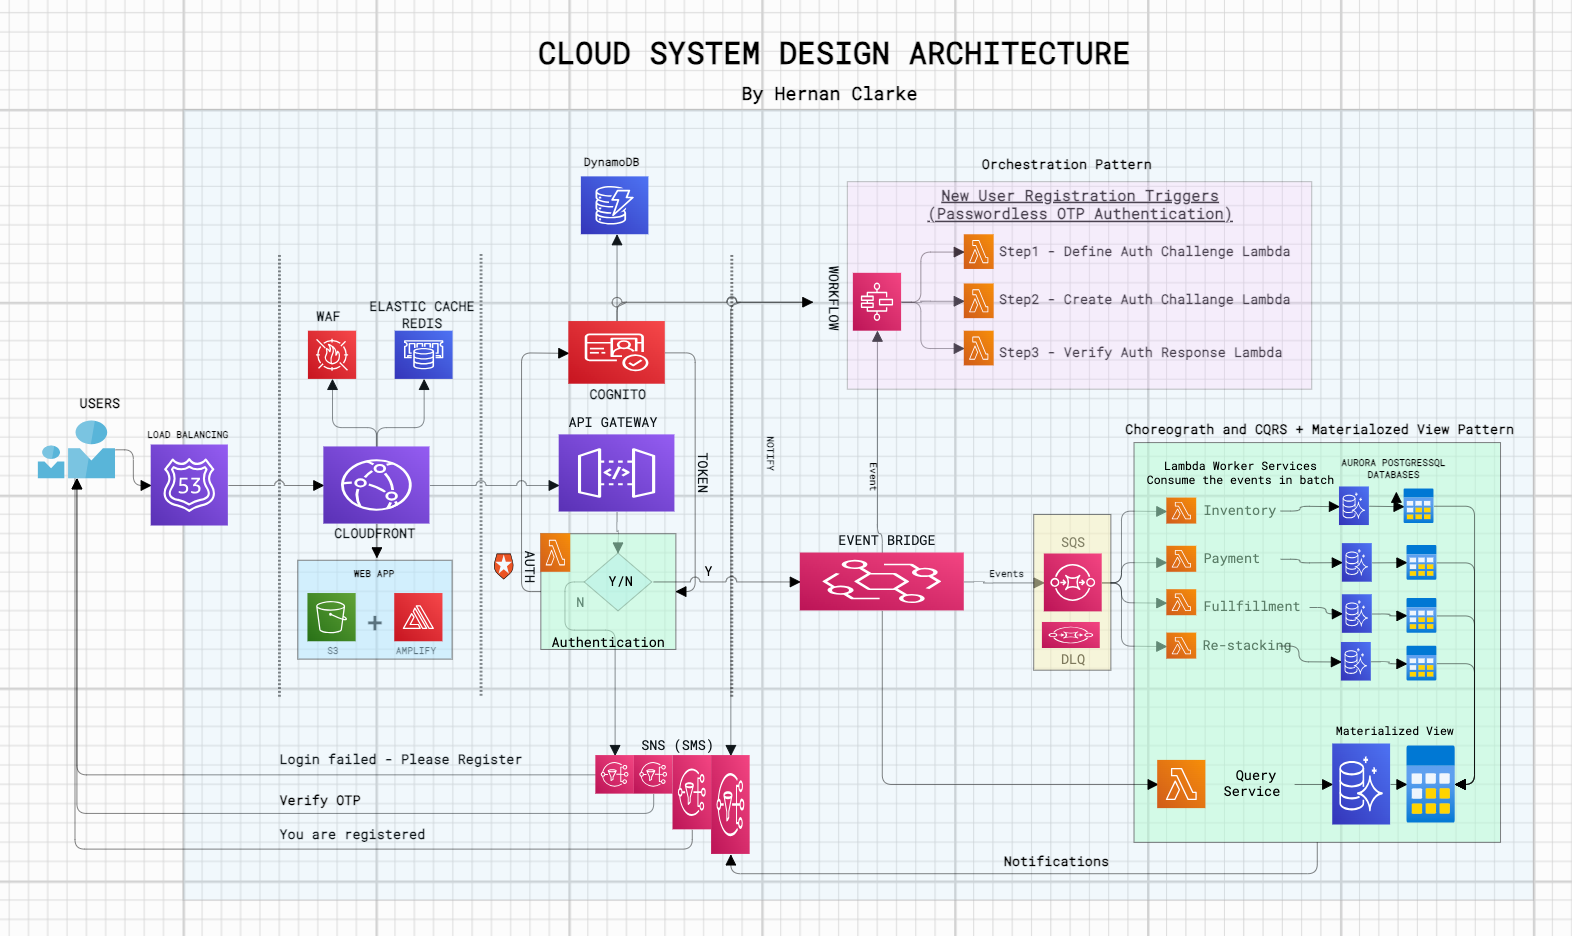 CLOUD SYSTEM DESIGN ARCHITECTURE
By Hernan Clarke
DynamoDB
Orchestration Pattern
New User Registration Triggers
(Passwordless OTP Authentication)
Step1 - Define Auth Challenge Lambda
WORKFLOW
Step2 - Create Auth Challange Lambda
Step3 - Verify Auth Response Lambda
WAF
ELASTIC CACHE
REDIS
COGNITO
USERS
LOAD BALANCING
53
API GATEWAY
</>
TOKEN
NOTIFY
Event
CLOUDFRONT
WEB APP
S3
+
AMPLIFY
AUTH
Y/N
N
Y
Authentication
EVENT BRIDGE
Events
SQS
DLQ
Choreograth and CQRS + Materialozed View Pattern
Lambda Worker Services
Consume the events in batch
AURORA POSTGRESSQL
DATABASES
Inventory
Payment
Fullfillment
Re-stacking
Materialized View
Query
Service
SNS (SMS)
Login failed - Please Register
Verify OTP
You are registered
Notifications